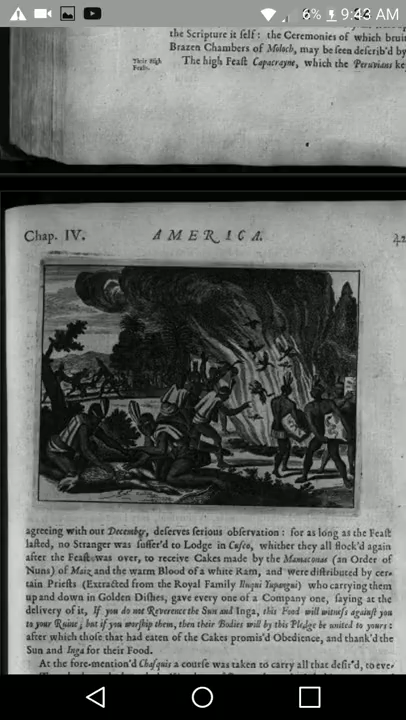 6% 9:43 AM
the Scripture it self: the Ceremonies of which
Brazen Chambers of Moloch, may be seen describ'd by
Their High
Feasts.
The high Feast Capacrayne, which the Peruvians
Chap. IV. AMERICA.
agreeing with our December, deserves serious observation: for as long as the Feast
lasted, no Stranger was suffer'd to Lodge in Cusco, whither they all flock'd again
after the Feast was over, to receive Cakes made by the Mamaconas (an Order of
Nuns) of Maiz and the warm Blood of a white Ram, and were distributed by cer-
tain Priests (Extracted from the Royal Family Yupangui) who carrying them
up and down in Golden Dishes, gave every one of a Company one, saying at the
delivery of it, If you do not Reverence the Sun and Inga, this Food will witness against you
to your Ruine; but if you worship them, then their Bodies will by this Pledge be united to yours:
after which those that had eaten of the Cakes promis'd Obedience, and thank'd the
Sun and Inga for their Food.
At the fore-mention'd Chasquis a course was taken to carry all that desir'd, to eve-